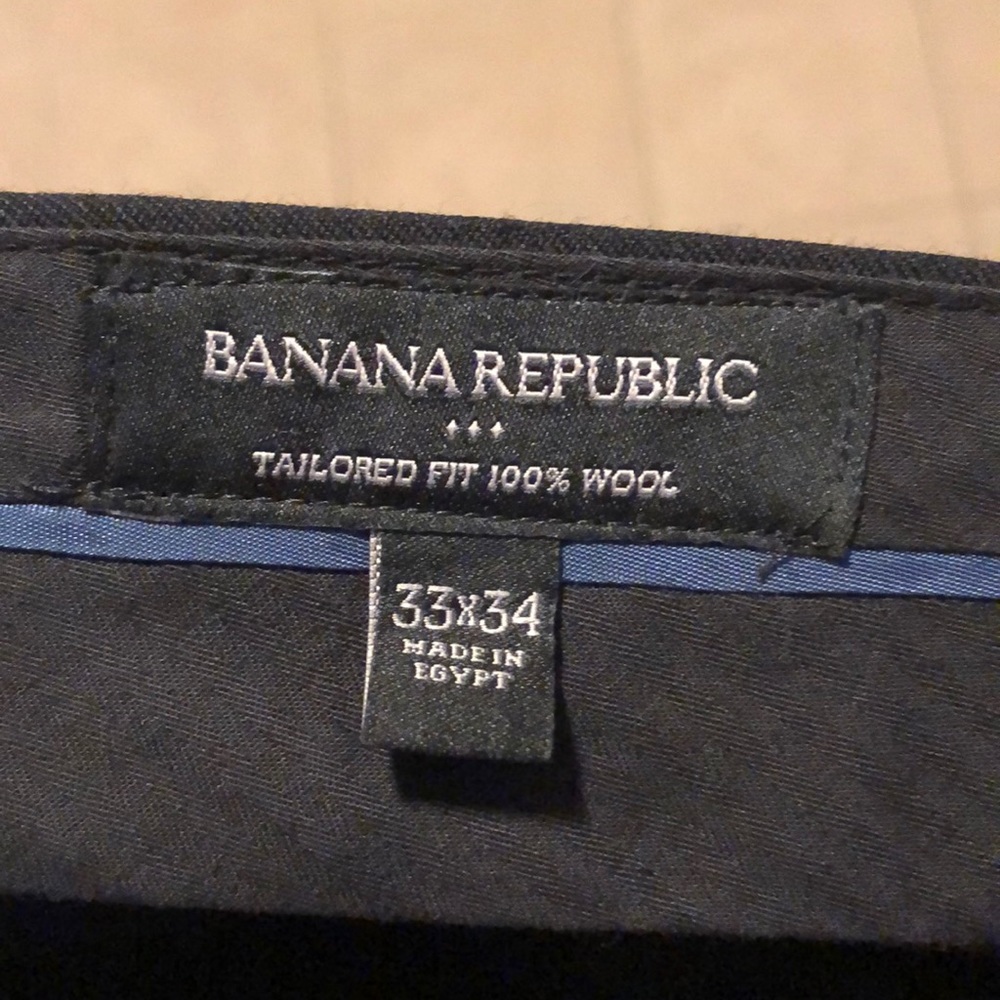 BANANA REPUBLIC
TAILORED FIT 100% WOOL
33X34
MADE IN
EGYPT